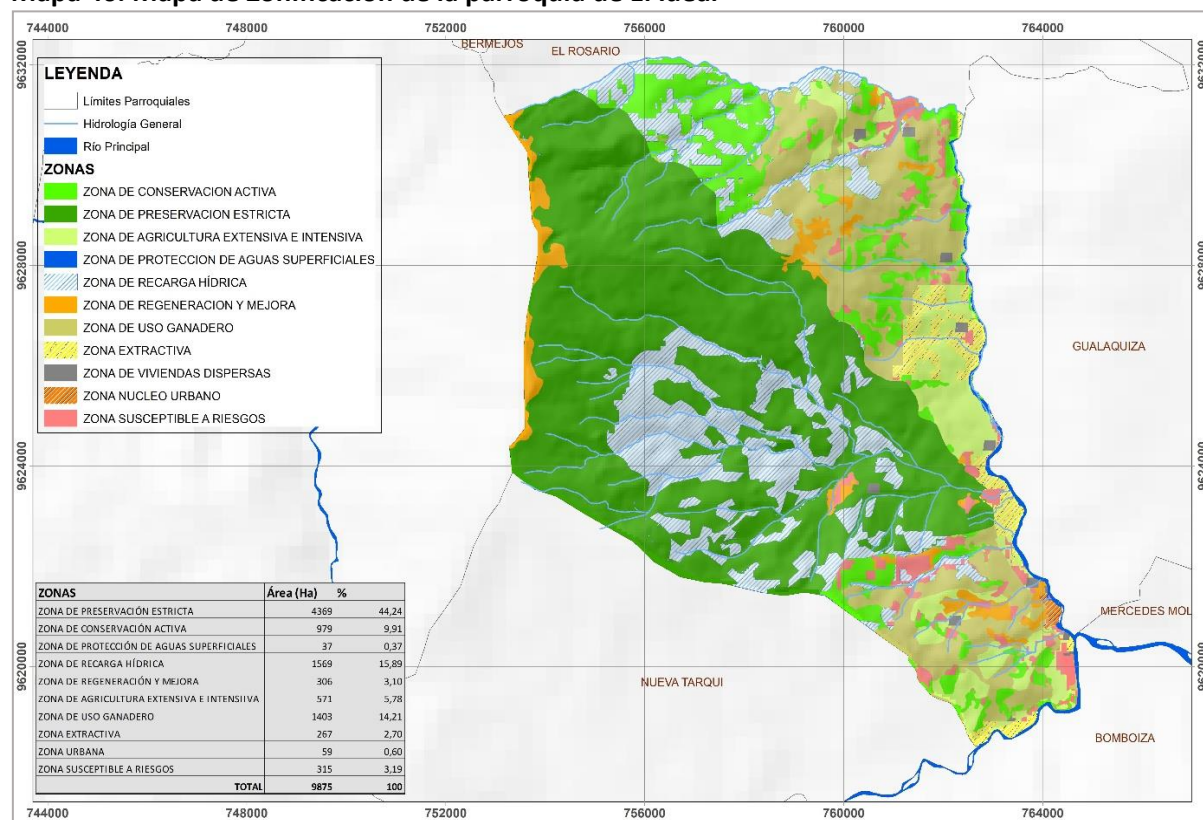 Mapa 40. Mapa de zonificación de la parroquia de El Ideal
744000 748000 752000 756000 760000 764000
BERMEJOS EL ROSARIO
9632000 9632000
LEYENDA
Límites Parroquiales
Hidrología General
Río Principal
ZONAS
ZONA DE CONSERVACION ACTIVA
ZONA DE PRESERVACION ESTRICTA
ZONA DE AGRICULTURA EXTENSIVA E INTENSIVA
ZONA DE PROTECCION DE AGUAS SUPERFICIALES
ZONA DE RECARGA HÍDRICA
ZONA DE REGENERACION Y MEJORA
ZONA DE USO GANADERO
ZONA EXTRACTIVA
ZONA DE VIVIENDAS DISPERSAS
ZONA NUCLEO URBANO
ZONA SUSCEPTIBLE A RIESGOS
9628000 9628000
GUALAQUIZA
9624000 9624000
MERCEDES MOL
9620000 9620000
NUEVA TARQUI
BOMBOIZA
ZONAS Área (Ha) %
ZONA DE PRESERVACIÓN ESTRICTA 4369 44,24
ZONA DE CONSERVACIÓN ACTIVA 979 9,91
ZONA DE PROTECCIÓN DE AGUAS SUPERFICIALES 37 0,37
ZONA DE RECARGA HÍDRICA 1569 15,89
ZONA DE REGENERACIÓN Y MEJORA 306 3,10
ZONA DE AGRICULTURA EXTENSIVA E INTENSIIVA 571 5,78
ZONA DE USO GANADERO 1403 14,21
ZONA EXTRACTIVA 267 2,70
ZONA URBANA 59 0,60
ZONA SUSCEPTIBLE A RIESGOS 315 3,19
TOTAL 9875 100
744000 748000 752000 756000 760000 764000